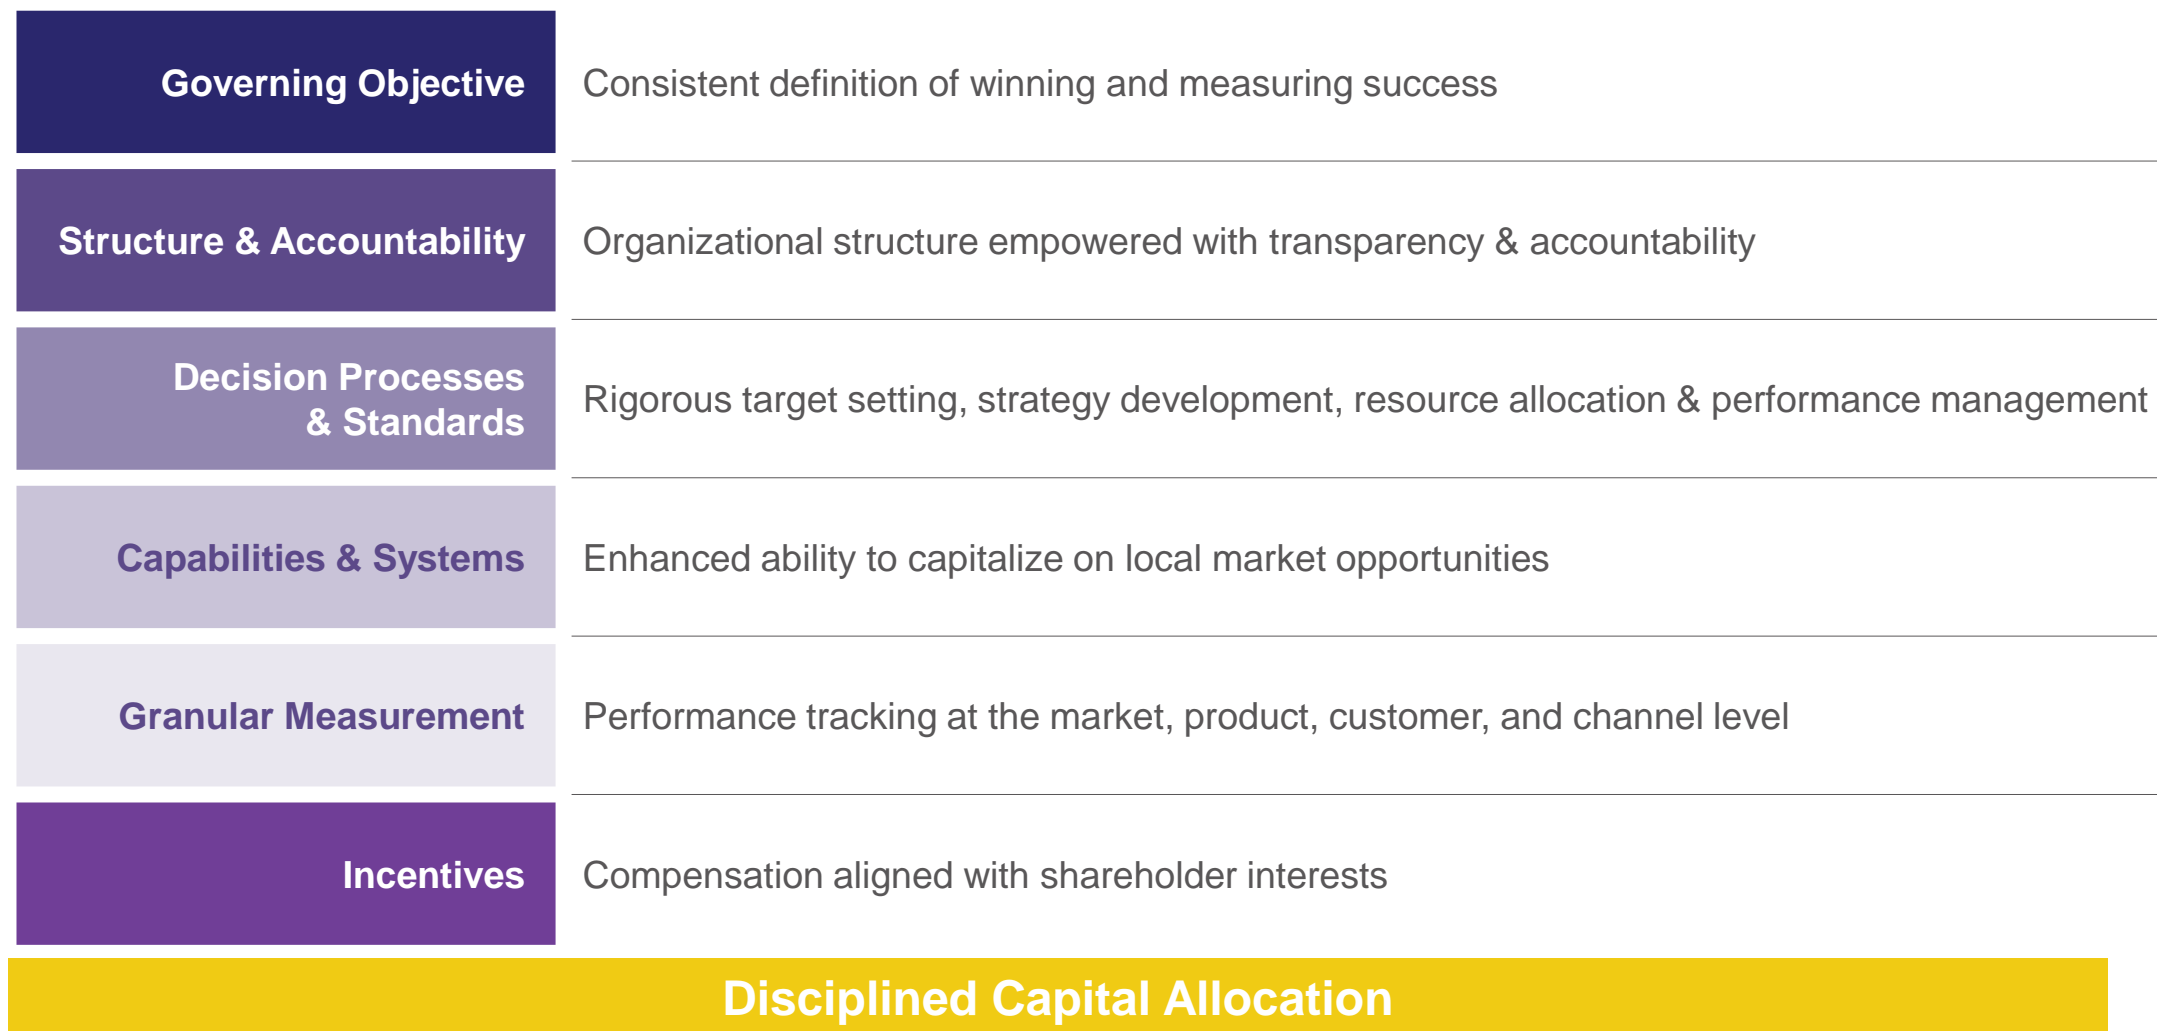 Governing Objective
Consistent definition of winning and measuring success
Structure & Accountability
Organizational structure empowered with transparency & accountability
Decision Processes
& Standards
Rigorous target setting, strategy development, resource allocation & performance management
Capabilities & Systems
Enhanced ability to capitalize on local market opportunities
Granular Measurement
Performance tracking at the market, product, customer, and channel level
Incentives
Compensation aligned with shareholder interests
Disciplined Capital Allocation